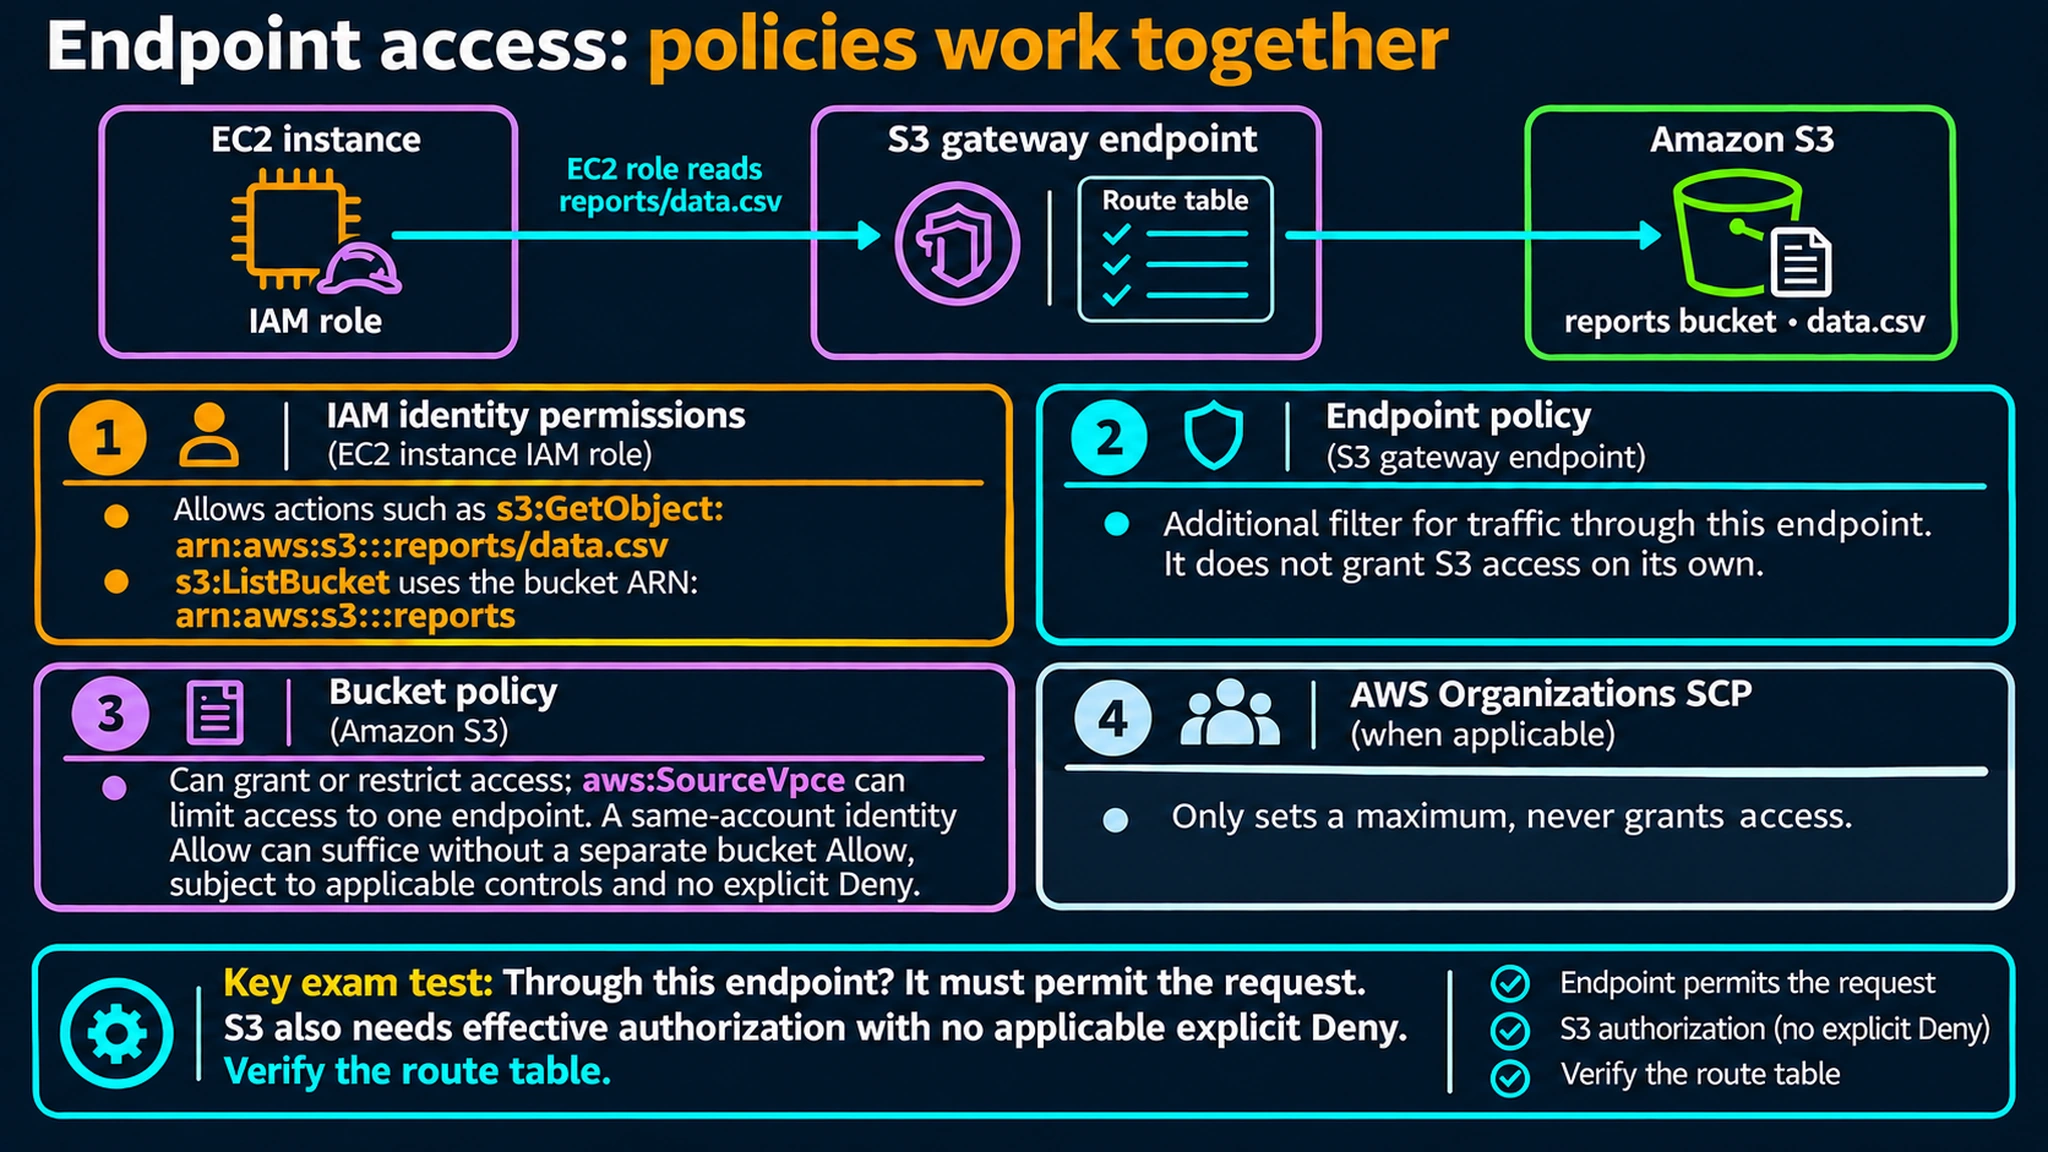 Endpoint access: policies work together
EC2 instance
IAM role
EC2 role reads
reports/data.csv
S3 gateway endpoint
Route table
Amazon S3
reports bucket • data.csv
1
IAM identity permissions
(EC2 instance IAM role)
Allows actions such as s3:GetObject:
arn:aws:s3:::reports/data.csv
s3:ListBucket uses the bucket ARN:
arn:aws:s3:::reports
2
Endpoint policy
(S3 gateway endpoint)
Additional filter for traffic through this endpoint.
It does not grant S3 access on its own.
3
Bucket policy
(Amazon S3)
Can grant or restrict access; aws:SourceVpce can
limit access to one endpoint. A same-account identity
Allow can suffice without a separate bucket Allow,
subject to applicable controls and no explicit Deny.
4
AWS Organizations SCP
(when applicable)
Only sets a maximum, never grants access.
Key exam test: Through this endpoint? It must permit the request.
S3 also needs effective authorization with no applicable explicit Deny.
Verify the route table.
Endpoint permits the request
S3 authorization (no explicit Deny)
Verify the route table